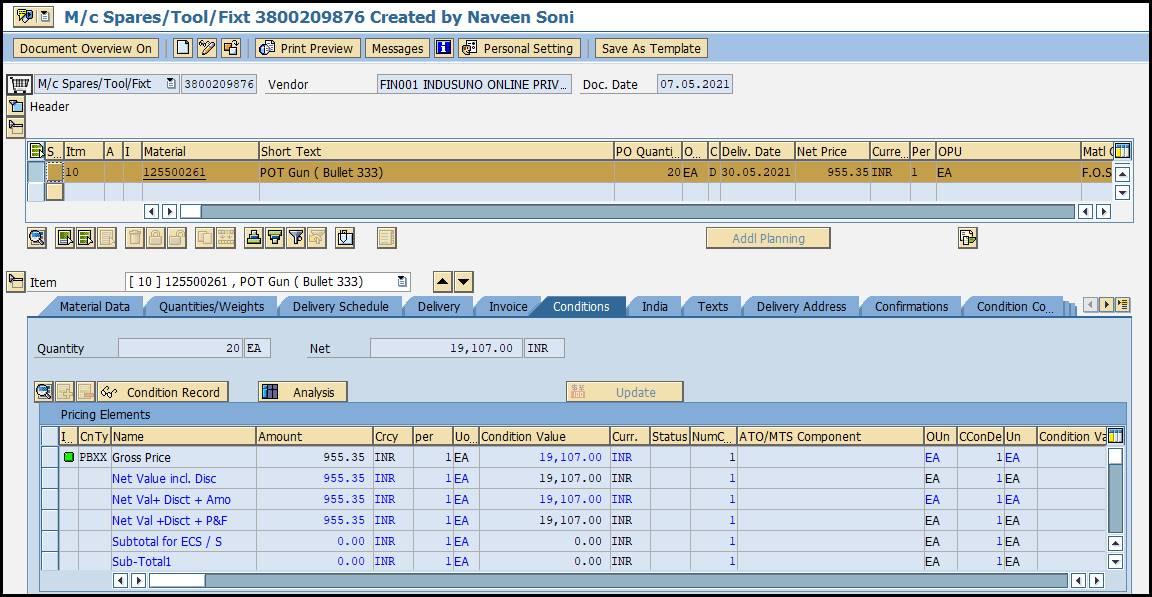 M/c Spares/Tool/Fixt 3800209876 Created by Naveen Soni
Document Overview On Print Preview Messages Personal Setting Save As Template
M/c Spares/Tool/Fixt 3800209876 Vendor FIN001 INDUSUNO ONLINE PRIV... Doc. Date 07.05.2021
Header
S... Itm A I Material Short Text PO Quanti... O... C Deliv. Date Net Price Curre... Per OPU Matl
10 125500261 POT Gun ( Bullet 333) 20 EA D 30.05.2021 955.35 INR 1 EA F.O.S
Addl Planning
Item [ 10 ] 125500261 , POT Gun ( Bullet 333)
Material Data Quantities/Weights Delivery Schedule Delivery Invoice Conditions India Texts Delivery Address Confirmations Condition Co...
Quantity 20 EA Net 19,107.00 INR
Condition Record Analysis Update
Pricing Elements
I... CnTy Name Amount Crcy per Uo... Condition Value Curr. Status NumC... ATO/MTS Component OUn CConDe Un Condition Va
PBXX Gross Price 955.35 INR 1 EA 19,107.00 INR 1 EA 1 EA
Net Value incl. Disc 955.35 INR 1 EA 19,107.00 INR 1 EA 1 EA
Net Val+ Disct + Amo 955.35 INR 1 EA 19,107.00 INR 1 EA 1 EA
Net Val +Disct + P&F 955.35 INR 1 EA 19,107.00 INR 1 EA 1 EA
Subtotal for ECS / S 0.00 INR 1 EA 0.00 INR 1 EA 1 EA
Sub-Total1 0.00 INR 1 EA 0.00 INR 1 EA 1 EA